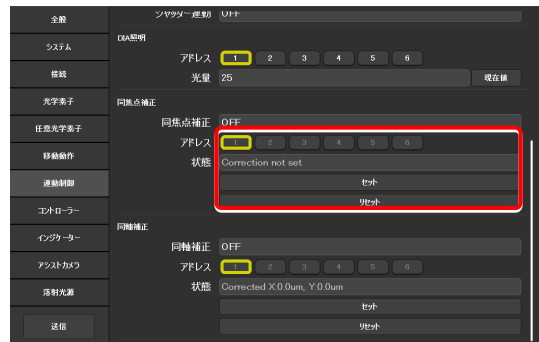 全般
システム
接続
光学素子
任意光学素子
移動動作
連動制御
コントローラー
インジケーター
アシストカメラ
落射光源
送信
シャッター連動 OFF
DIA照明
アドレス 1 2 3 4 5 6
光量 25 現在値
同焦点補正
同焦点補正 OFF
アドレス 1 2 3 4 5 6
状態 Correction not set
セット
リセット
同軸補正
同軸補正 OFF
アドレス 1 2 3 4 5 6
状態 Corrected X:0.0um, Y:0.0um
セット
リセット